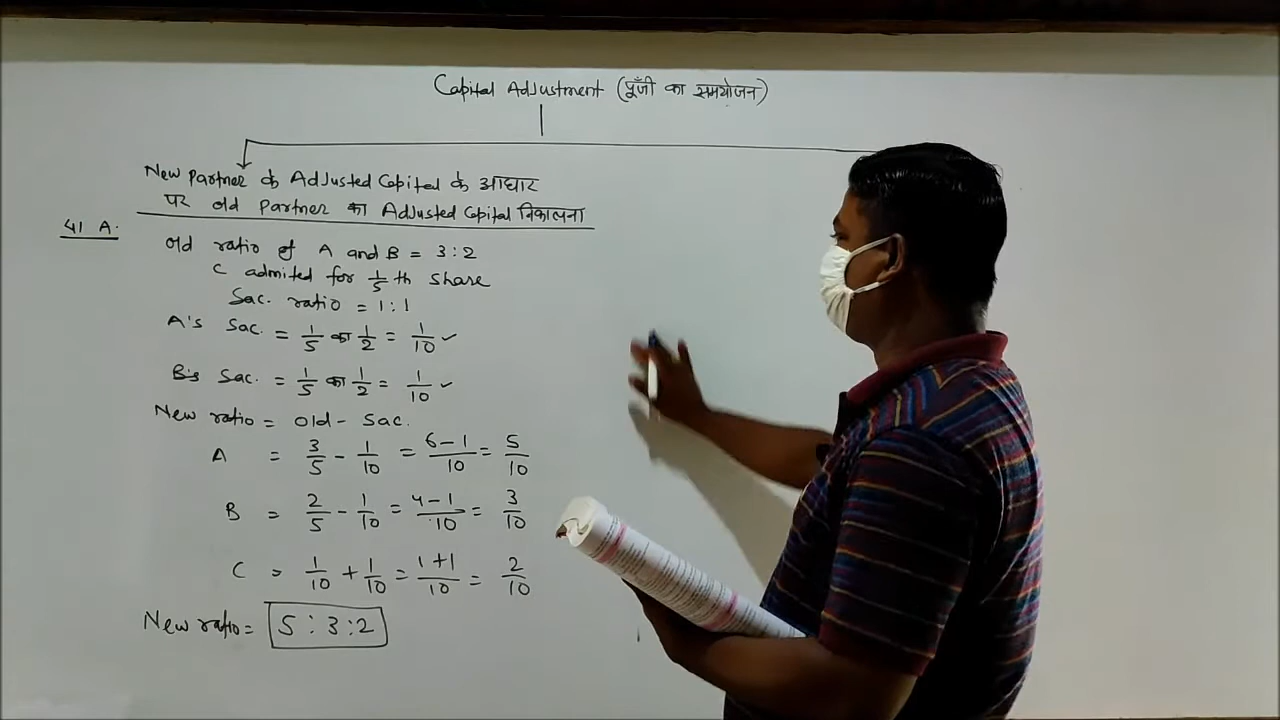 Capital Adjustment (पूँजी का समयोजन)
New Partner के Adjusted Capital के आधार
पर old Partner का Adjusted Capital निकालना
41 A.
old ratio of A and B = 3:2
C admited for 1/5 th share
Sac. ratio = 1:1
A's Sac. = 1/5 का 1/2 = 1/10 ✓
B's Sac. = 1/5 का 1/2 = 1/10 ✓
New ratio = old - sac.
A = 3/5 - 1/10 = 6-1/10 = 5/10
B = 2/5 - 1/10 = 4-1/10 = 3/10
C = 1/10 + 1/10 = 1+1/10 = 2/10
New ratio = 5:3:2